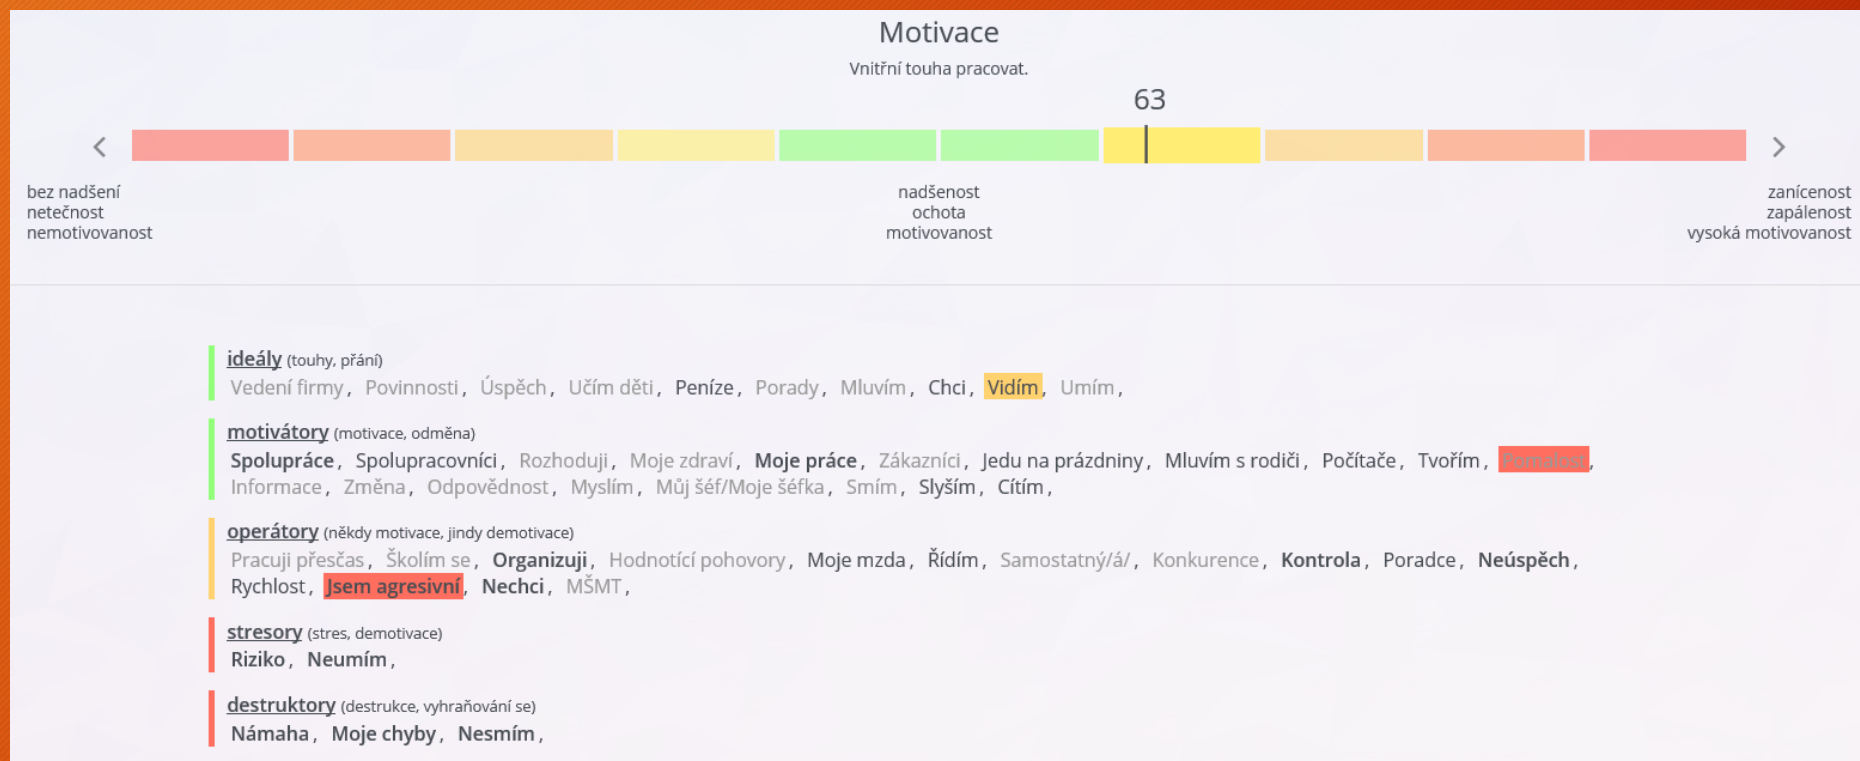 Motivace
Vnitřní touha pracovat.
63
bez nadšení
netečnost
nemotivovanost
nadšenost
ochota
motivovanost
zanícenost
zapálenost
vysoká motivovanost
ideály (touhy, přání)
Vedení firmy, Povinnosti, Úspěch, Učím děti, Peníze, Porady, Mluvím, Chci, Vidím, Umím,
motivátory (motivace, odměna)
Spolupráce, Spolupracovníci, Rozhoduji, Moje zdraví, Moje práce, Zákazníci, Jedu na prázdniny, Mluvím s rodiči, Počítače, Tvořím, Pomalost,
Informace, Změna, Odpovědnost, Myslím, Můj šéf/Moje šéfka, Smím, Slyším, Cítím,
operátory (někdy motivace, jindy demotivace)
Pracuji přesčas, Školím se, Organizuji, Hodnotící pohovory, Moje mzda, Řídím, Samostatný/á/, Konkurence, Kontrola, Poradce, Neúspěch,
Rychlost, Jsem agresivní, Nechci, MŠMT,
stresory (stres, demotivace)
Riziko, Neumím,
destruktory (destrukce, vyhraňování se)
Námaha, Moje chyby, Nesmím,